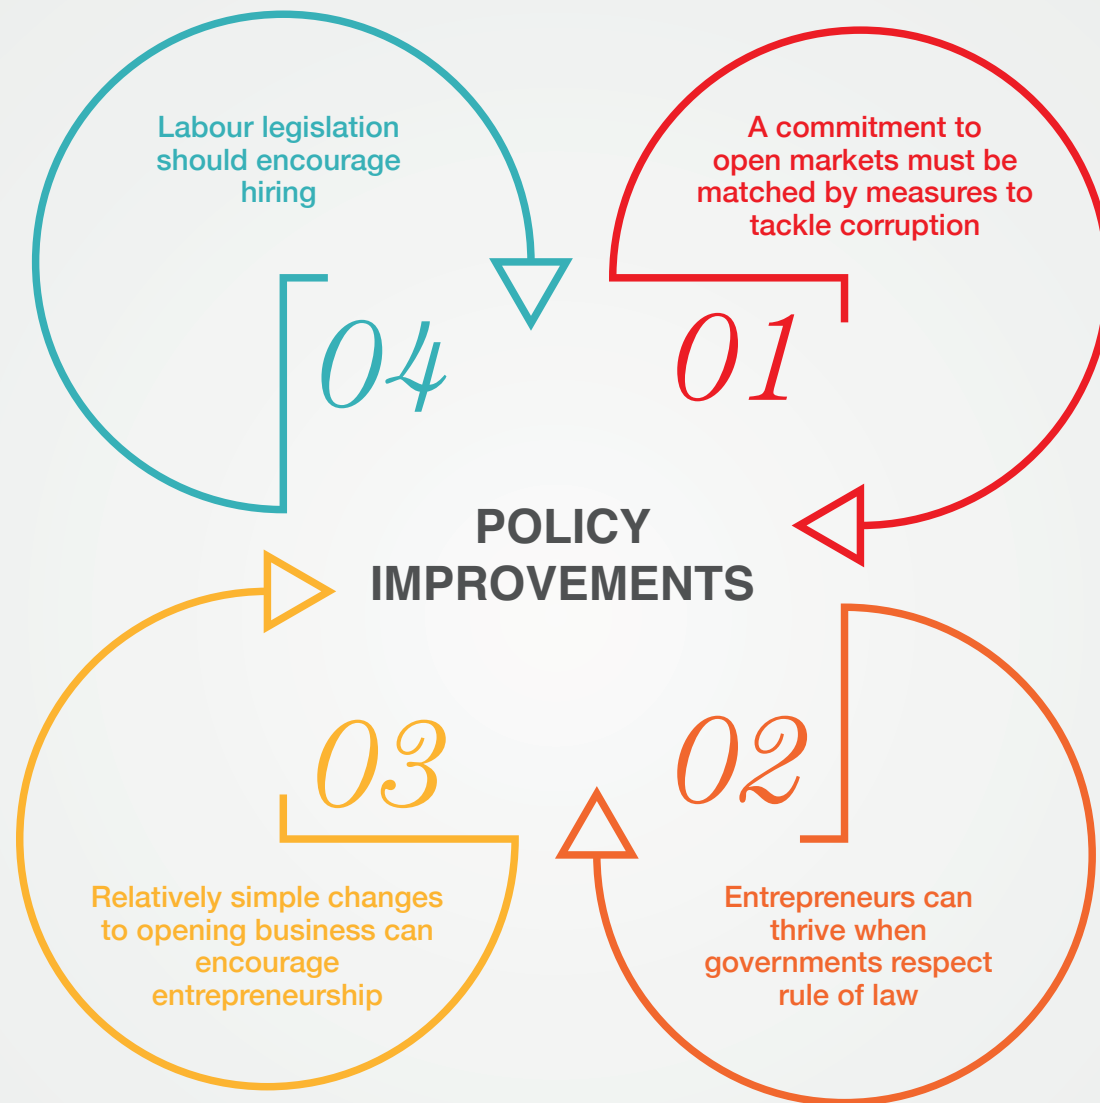 POLICY
IMPROVEMENTS
01
A commitment to
open markets must be
matched by measures to
tackle corruption
02
Entrepreneurs can
thrive when
governments respect
rule of law
03
Relatively simple changes
to opening business can
encourage
entrepreneurship
04
Labour legislation
should encourage
hiring